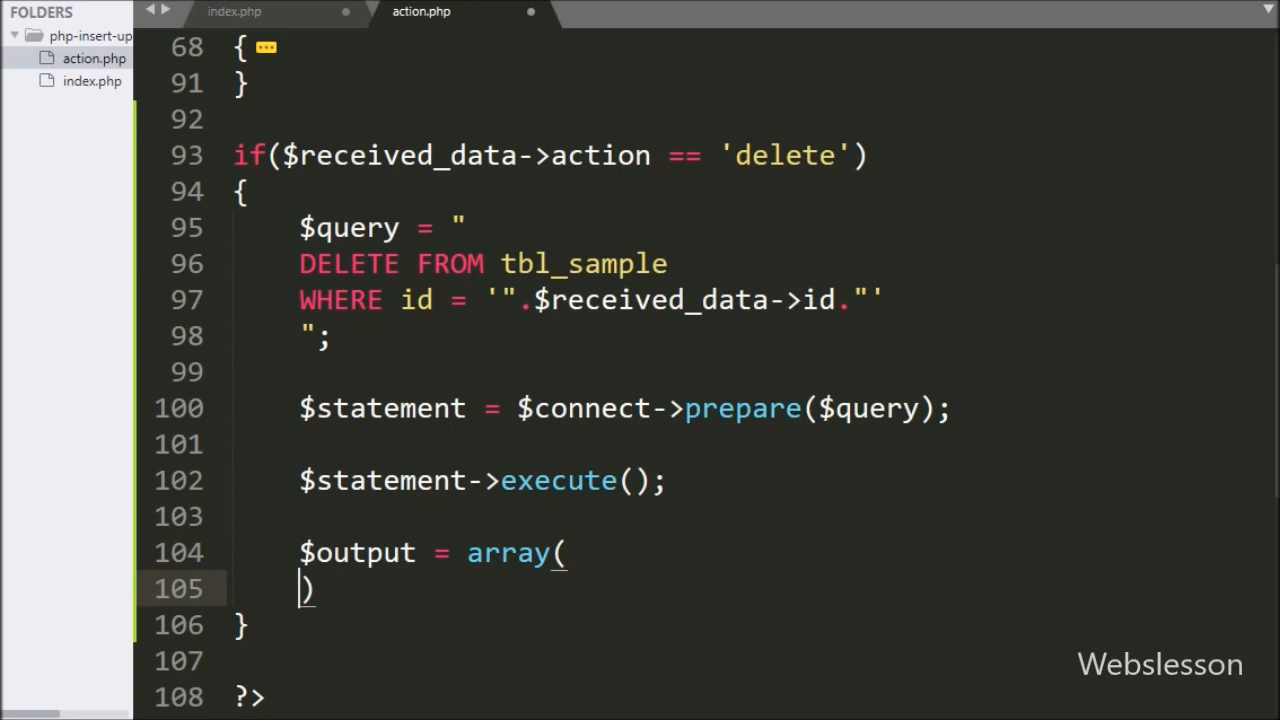 FOLDERS
php-insert-up
action.php
index.php
index.php
action.php
68 {
91 }
92
93 if($received_data->action == 'delete')
94 {
95 $query = "
96 DELETE FROM tbl_sample
97 WHERE id = '".$received_data->id."'
98 ";
99
100 $statement = $connect->prepare($query);
101
102 $statement->execute();
103
104 $output = array(
105 )
106 }
107
108 ?>
Webslesson